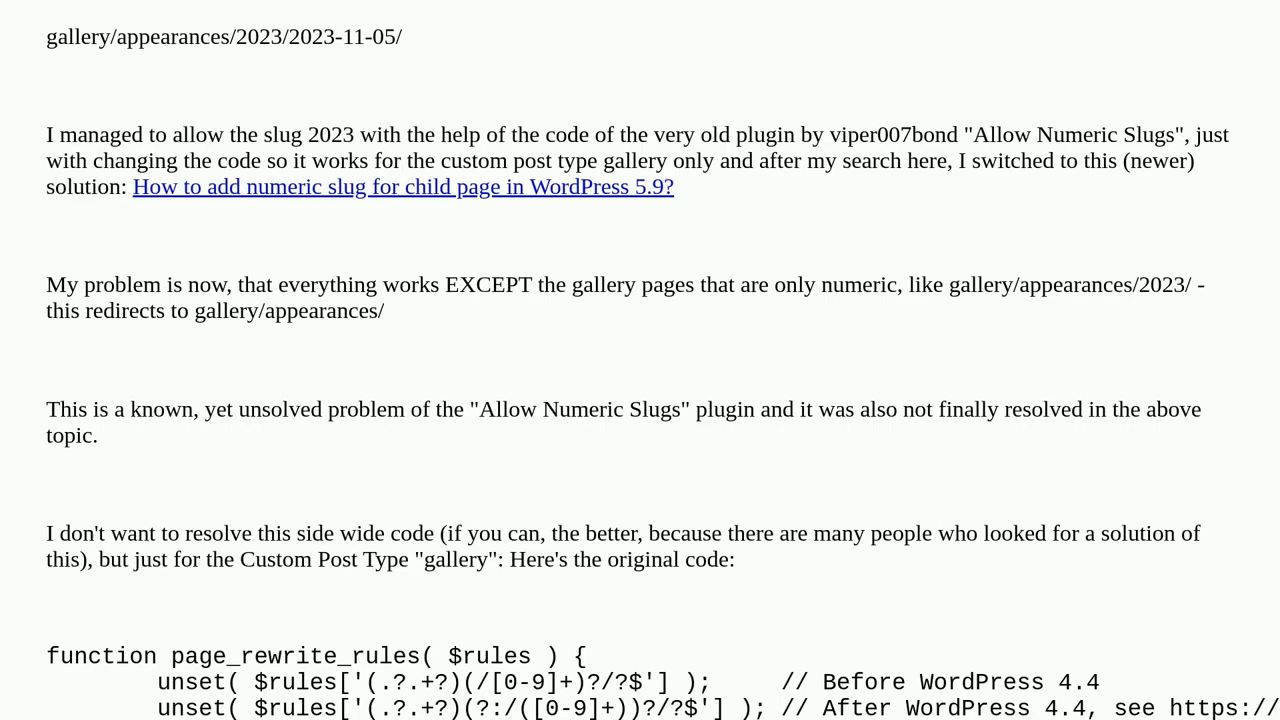 gallery/appearances/2023/2023-11-05/
I managed to allow the slug 2023 with the help of the code of the very old plugin by viper007bond "Allow Numeric Slugs", just
with changing the code so it works for the custom post type gallery only and after my search here, I switched to this (newer)
solution: How to add numeric slug for child page in WordPress 5.9?
My problem is now, that everything works EXCEPT the gallery pages that are only numeric, like gallery/appearances/2023/ -
this redirects to gallery/appearances/
This is a known, yet unsolved problem of the "Allow Numeric Slugs" plugin and it was also not finally resolved in the above
topic.
I don't want to resolve this side wide code (if you can, the better, because there are many people who looked for a solution of
this), but just for the Custom Post Type "gallery": Here's the original code:
function page_rewrite_rules( $rules ) {
unset( $rules['(.?.+?)(/[0-9]+)?/?$'] ); // Before WordPress 4.4
unset( $rules['(.?.+?)(?:/([0-9]+))?/?$'] ); // After WordPress 4.4, see https://